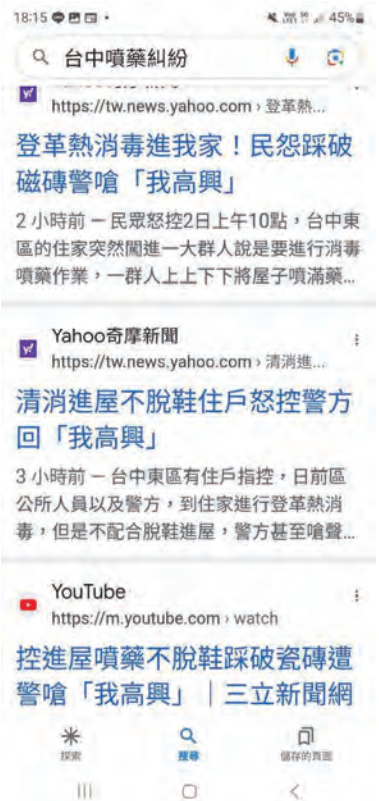 18:15
45%
台中噴藥糾紛
https://tw.news.yahoo.com › 登革熱...
登革熱消毒進我家！民怨踩破
磁磚警嗆「我高興」
2 小時前 — 民眾怒控2日上午10點，台中東
區的住家突然闖進一大群人說是要進行消毒
噴藥作業，一群人上上下下將屋子噴滿藥...
Yahoo奇摩新聞
https://tw.news.yahoo.com › 清消進...
清消進屋不脫鞋住戶怒控警方
回「我高興」
3 小時前 — 台中東區有住戶指控，日前區
公所人員以及警方，到住家進行登革熱消
毒，但是不配合脫鞋進屋，警方甚至嗆聲...
YouTube
https://m.youtube.com › watch
控進屋噴藥不脫鞋踩破瓷磚遭
警嗆「我高興」｜三立新聞網
探索
搜尋
儲存的頁面